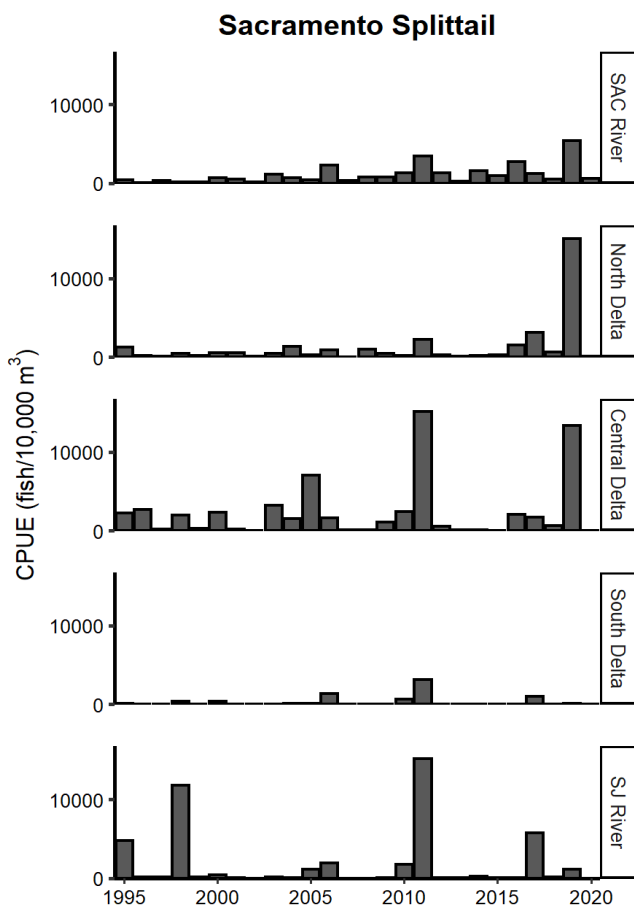 Sacramento Splittail
CPUE (fish/10,000 m³)
10000
0
SAC River
10000
0
North Delta
10000
0
Central Delta
10000
0
South Delta
10000
0
SJ River
1995 2000 2005 2010 2015 2020